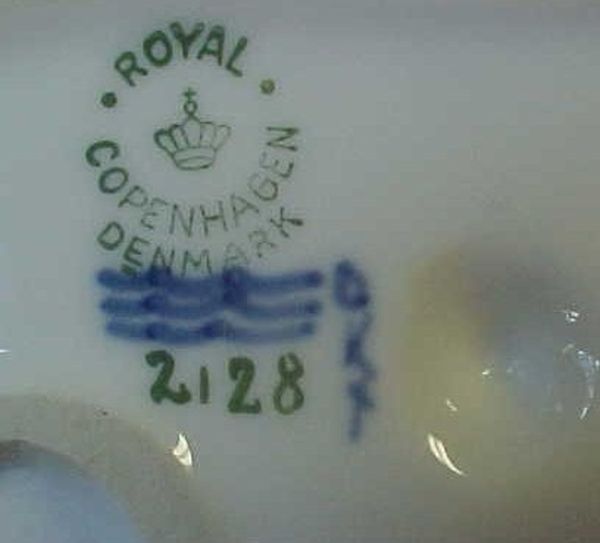 ROYAL
COPENHAGEN
DENMARK
2128